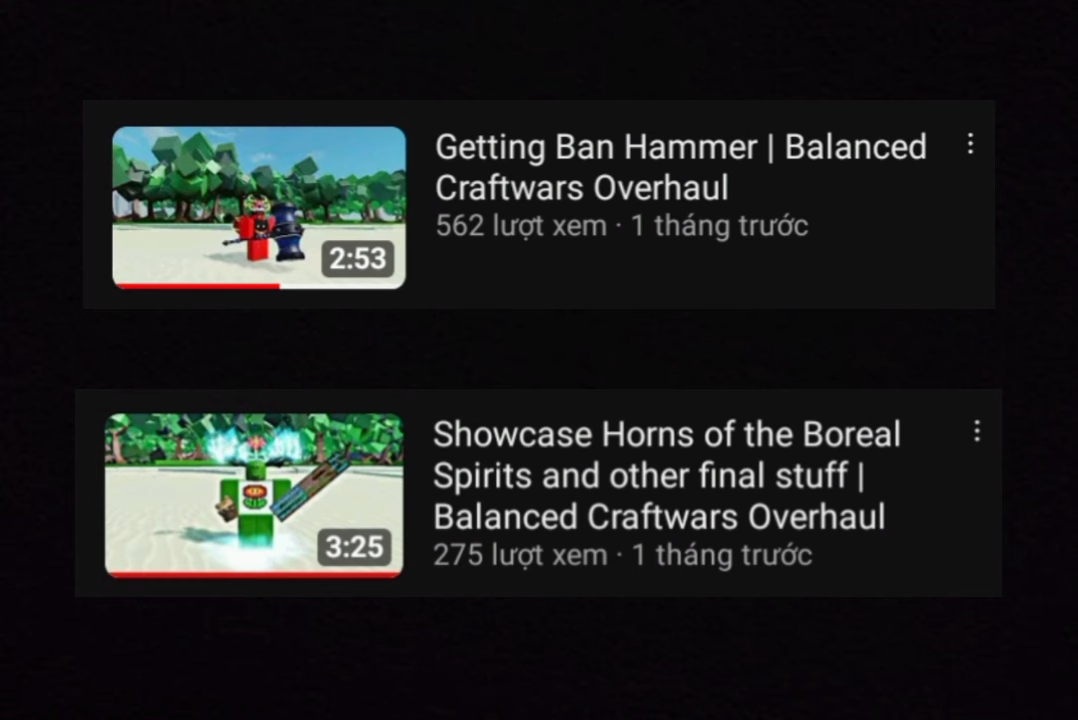 Getting Ban Hammer | Balanced
Craftwars Overhaul
562 lượt xem · 1 tháng trước
2:53
Showcase Horns of the Boreal
Spirits and other final stuff |
Balanced Craftwars Overhaul
275 lượt xem · 1 tháng trước
3:25